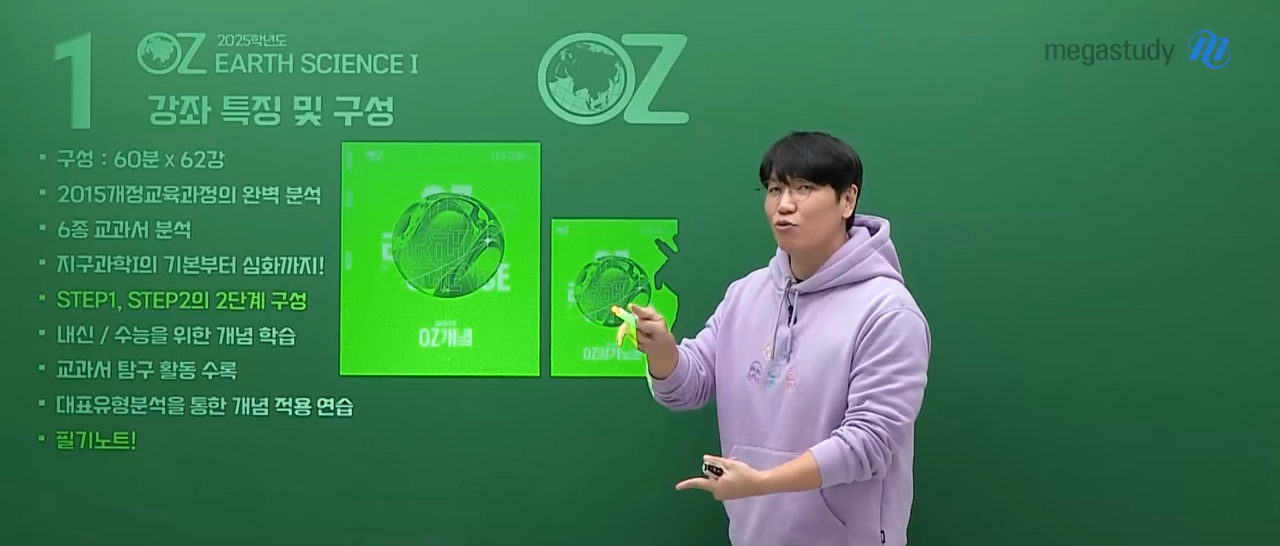 1
OZ 2025학년도
EARTH SCIENCE I
강좌 특징 및 구성
OZ
megastudy
▪ 구성 : 60분 x 62강
▪ 2015개정교육과정의 완벽 분석
▪ 6종 교과서 분석
▪ 지구과학I의 기본부터 심화까지!
▪ STEP1, STEP2의 2단계 구성
▪ 내신 / 수능을 위한 개념 학습
▪ 교과서 탐구 활동 수록
▪ 대표유형분석을 통한 개념 적용 연습
▪ 필기노트!
OZ
EARTH
OZ개념
OZ